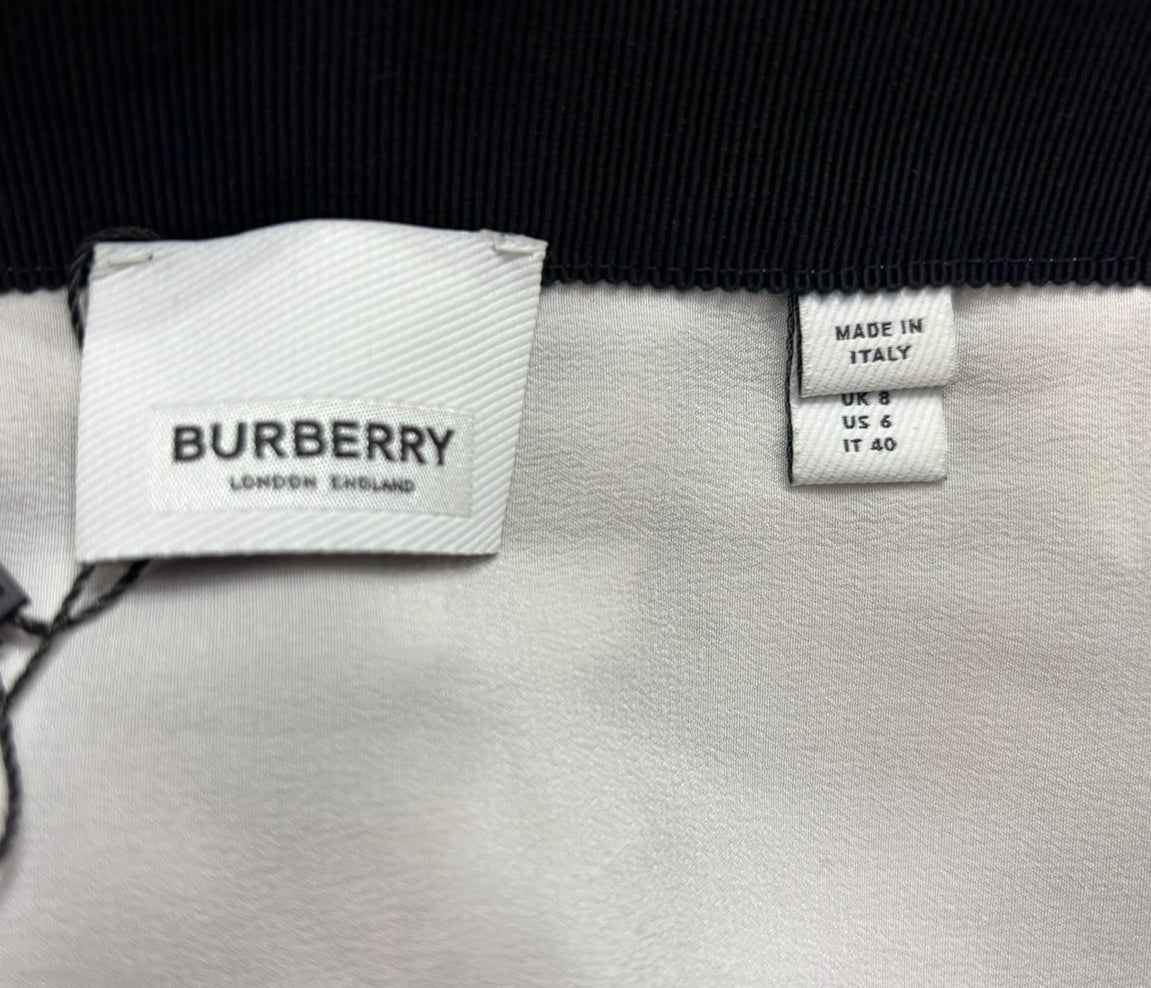 BURBERRY
LONDON ENGLAND
MADE IN
ITALY
UK 8
US 6
IT 40